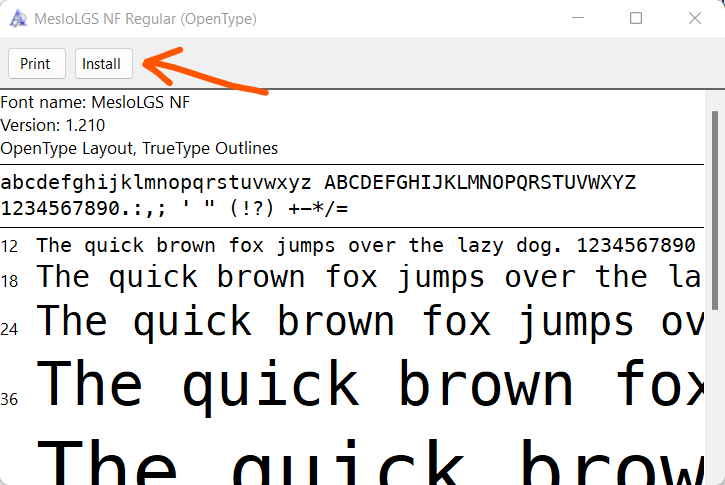 MesloLGS NF Regular (OpenType)
Print Install
Font name: MesloLGS NF
Version: 1.210
OpenType Layout, TrueType Outlines
abcdefghijklmnopqrstuvwxyz ABCDEFGHIJKLMNOPQRSTUVWXYZ
1234567890.:,; ' " (!?) +-*/=
12 The quick brown fox jumps over the lazy dog. 1234567890
18 The quick brown fox jumps over the la
24 The quick brown fox jumps ov
36 The quick brown fox
The quick brow